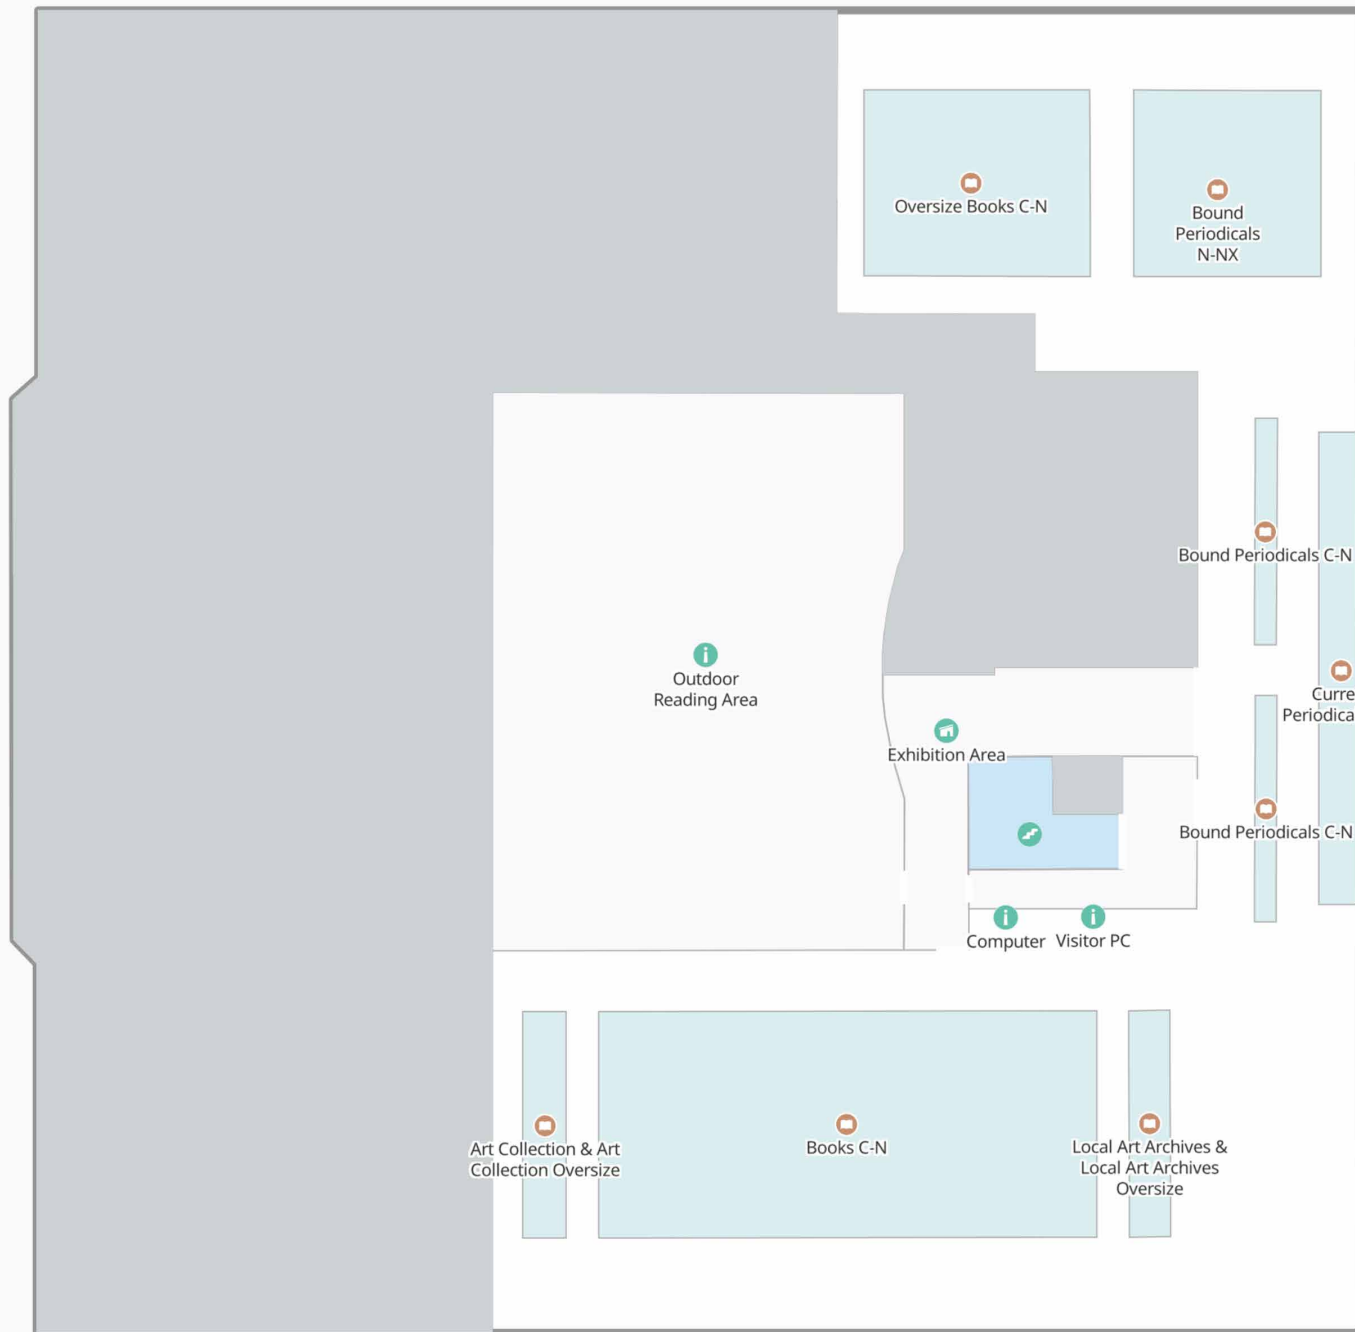 Oversize Books C-N
Bound
Periodicals
N-NX
Bound Periodicals C-N
Outdoor
Reading Area
Curre
Periodica
Exhibition Area
Bound Periodicals C-N
Computer
Visitor PC
Art Collection & Art
Collection Oversize
Books C-N
Local Art Archives &
Local Art Archives
Oversize